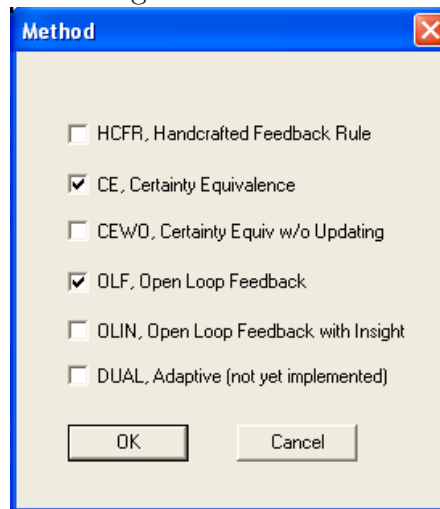 Method
HCFR, Handcrafted Feedback Rule
CE, Certainty Equivalence
CEWO, Certainty Equiv w/o Updating
OLF, Open Loop Feedback
OLIN, Open Loop Feedback with Insight
DUAL, Adaptive (not yet implemented)
OK Cancel